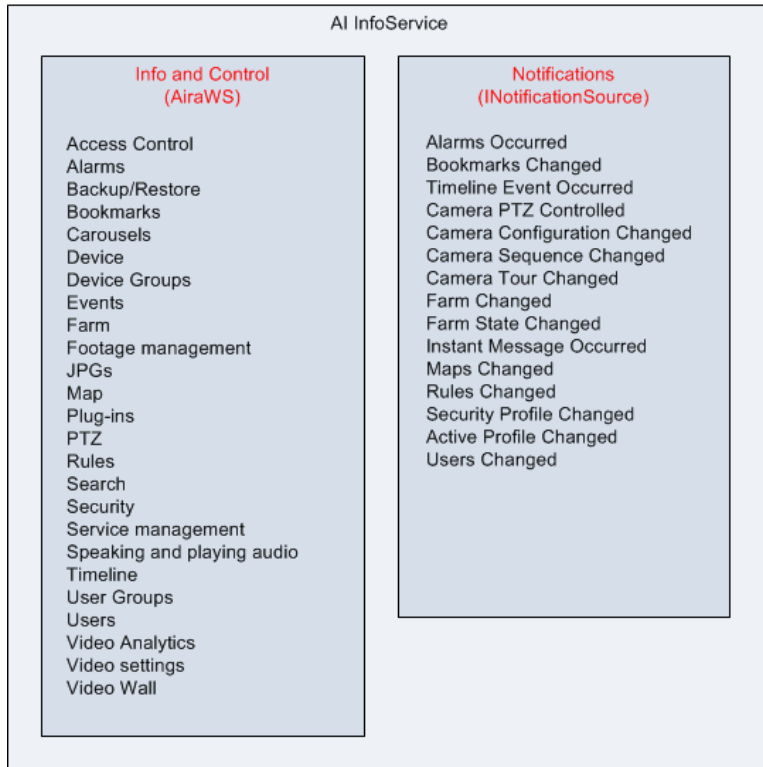 AI InfoService
Info and Control
(AiraWS)
Access Control
Alarms
Backup/Restore
Bookmarks
Carousels
Device
Device Groups
Events
Farm
Footage management
JPGs
Map
Plug-ins
PTZ
Rules
Search
Security
Service management
Speaking and playing audio
Timeline
User Groups
Users
Video Analytics
Video settings
Video Wall
Notifications
(INotificationSource)
Alarms Occurred
Bookmarks Changed
Timeline Event Occurred
Camera PTZ Controlled
Camera Configuration Changed
Camera Sequence Changed
Camera Tour Changed
Farm Changed
Farm State Changed
Instant Message Occurred
Maps Changed
Rules Changed
Security Profile Changed
Active Profile Changed
Users Changed